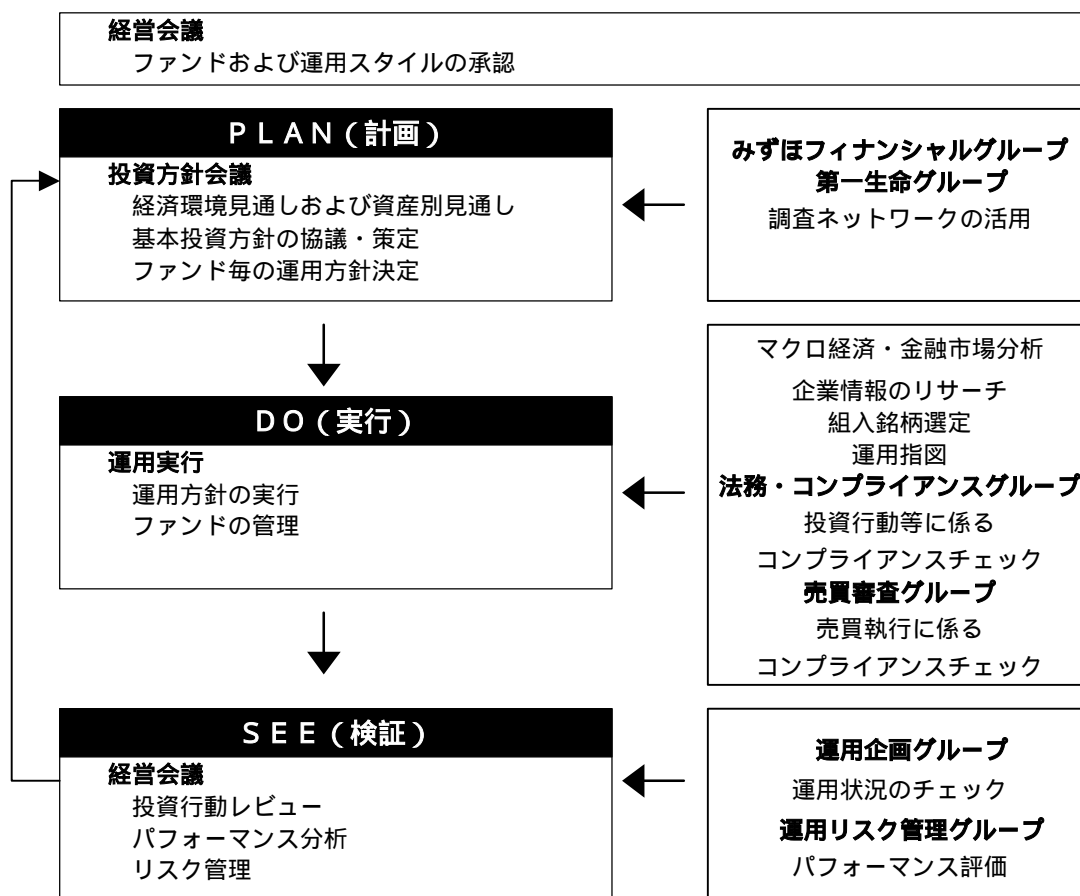 経営会議
ファンドおよび運用スタイルの承認
ＰＬＡＮ（計画）
投資方針会議
経済環境見通しおよび資産別見通し
基本投資方針の協議・策定
ファンド毎の運用方針決定
みずほフィナンシャルグループ
第一生命グループ
調査ネットワークの活用
ＤＯ（実行）
運用実行
運用方針の実行
ファンドの管理
マクロ経済・金融市場分析
企業情報のリサーチ
組入銘柄選定
運用指図
法務・コンプライアンスグループ
投資行動等に係る
コンプライアンスチェック
売買審査グループ
売買執行に係る
コンプライアンスチェック
ＳＥＥ（検証）
経営会議
投資行動レビュー
パフォーマンス分析
リスク管理
運用企画グループ
運用状況のチェック
運用リスク管理グループ
パフォーマンス評価